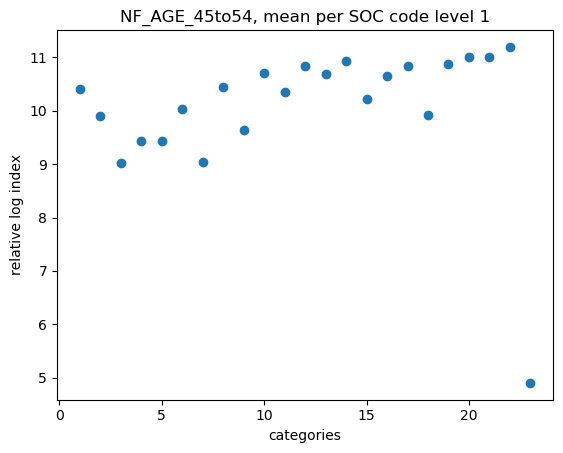 NF_AGE_45to54, mean per SOC code level 1
11
10
9
8
7
6
5
relative log index
0 5 10 15 20
categories